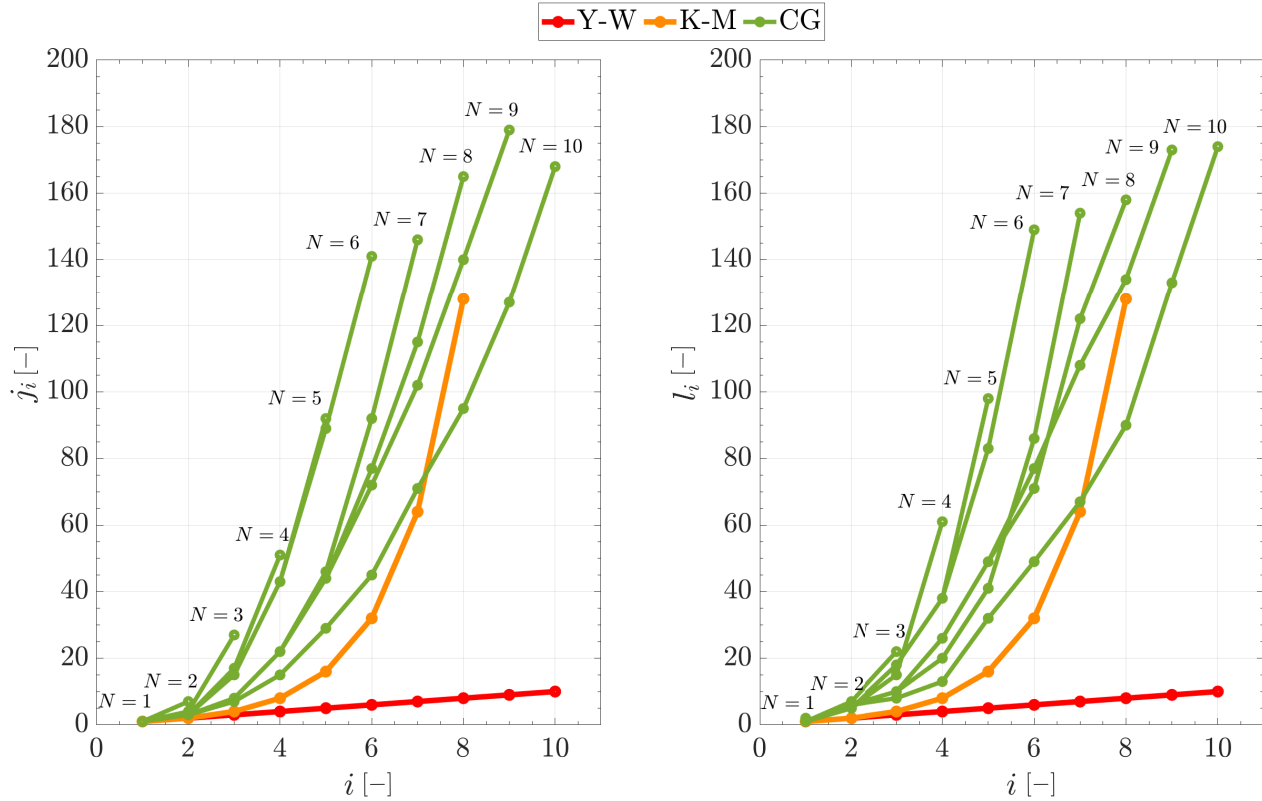 Y-W K-M CG
200
180
160
140
120
100
80
60
40
20
0
0 2 4 6 8 10
j_i [−]
i [−]
N = 1
N = 2
N = 3
N = 4
N = 5
N = 6
N = 7
N = 8
N = 9
N = 10
200
180
160
140
120
100
80
60
40
20
0
0 2 4 6 8 10
l_i [−]
i [−]
N = 1
N = 2
N = 3
N = 4
N = 5
N = 6
N = 7
N = 8
N = 9
N = 10